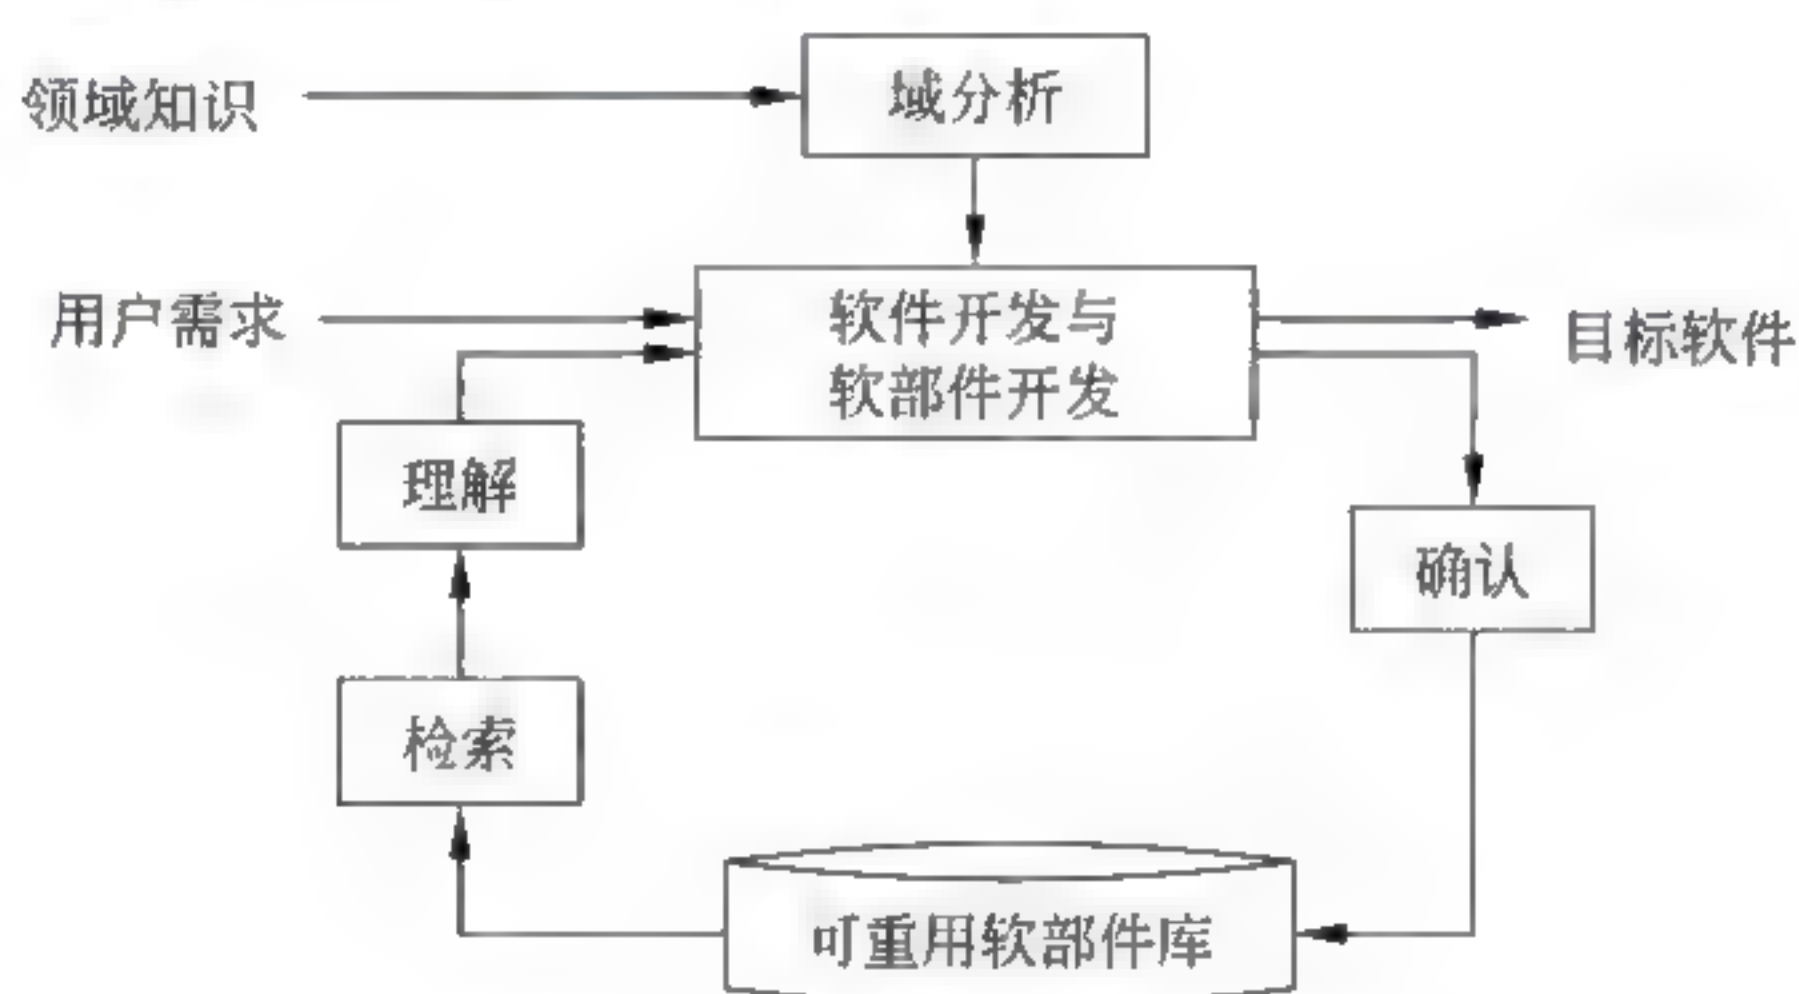 领域知识
域分析
用户需求
软件开发与
软部件开发
目标软件
理解
确认
检索
可重用软部件库